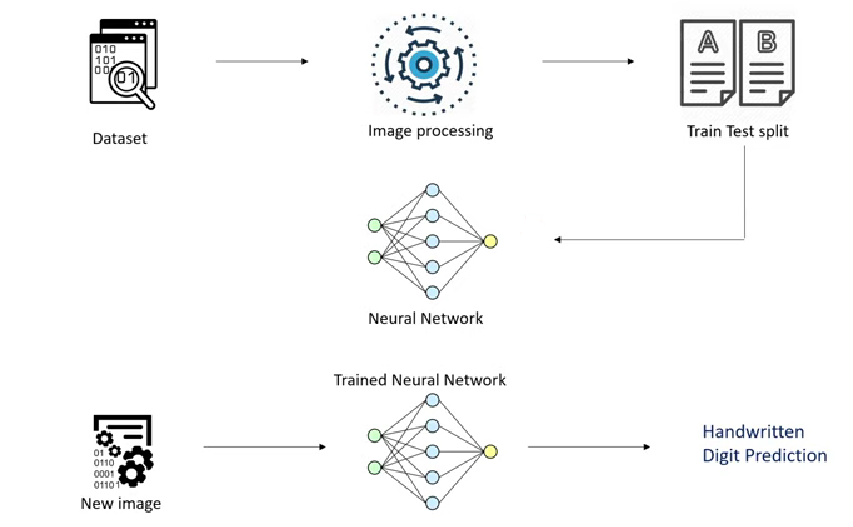 010
101
00
01
A
B
Dataset
Image processing
Train Test split
Neural Network
Trained Neural Network
01
0110
0001
01101
New image
Handwritten
Digit Prediction